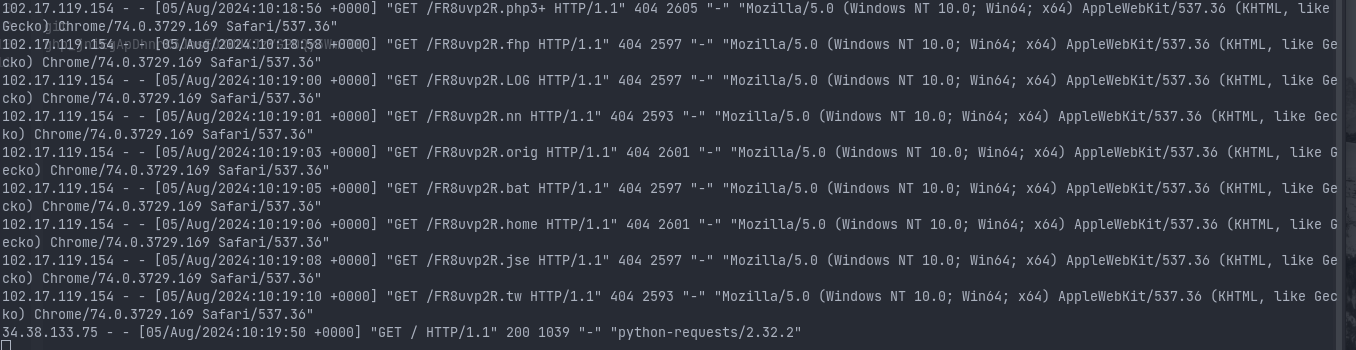 102.17.119.154 - - [05/Aug/2024:10:18:56 +0000] "GET /FR8uvp2R.php3+ HTTP/1.1" 404 2605 "-" "Mozilla/5.0 (Windows NT 10.0; Win64; x64) AppleWebKit/537.36 (KHTML, like
Gecko) Chrome/74.0.3729.169 Safari/537.36"
102.17.119.154 - - [05/Aug/2024:10:18:58 +0000] "GET /FR8uvp2R.fhp HTTP/1.1" 404 2597 "-" "Mozilla/5.0 (Windows NT 10.0; Win64; x64) AppleWebKit/537.36 (KHTML, like Ge
cko) Chrome/74.0.3729.169 Safari/537.36"
102.17.119.154 - - [05/Aug/2024:10:19:00 +0000] "GET /FR8uvp2R.LOG HTTP/1.1" 404 2597 "-" "Mozilla/5.0 (Windows NT 10.0; Win64; x64) AppleWebKit/537.36 (KHTML, like Ge
cko) Chrome/74.0.3729.169 Safari/537.36"
102.17.119.154 - - [05/Aug/2024:10:19:01 +0000] "GET /FR8uvp2R.nn HTTP/1.1" 404 2593 "-" "Mozilla/5.0 (Windows NT 10.0; Win64; x64) AppleWebKit/537.36 (KHTML, like Gec
ko) Chrome/74.0.3729.169 Safari/537.36"
102.17.119.154 - - [05/Aug/2024:10:19:03 +0000] "GET /FR8uvp2R.orig HTTP/1.1" 404 2601 "-" "Mozilla/5.0 (Windows NT 10.0; Win64; x64) AppleWebKit/537.36 (KHTML, like G
ecko) Chrome/74.0.3729.169 Safari/537.36"
102.17.119.154 - - [05/Aug/2024:10:19:05 +0000] "GET /FR8uvp2R.bat HTTP/1.1" 404 2597 "-" "Mozilla/5.0 (Windows NT 10.0; Win64; x64) AppleWebKit/537.36 (KHTML, like Ge
cko) Chrome/74.0.3729.169 Safari/537.36"
102.17.119.154 - - [05/Aug/2024:10:19:06 +0000] "GET /FR8uvp2R.home HTTP/1.1" 404 2601 "-" "Mozilla/5.0 (Windows NT 10.0; Win64; x64) AppleWebKit/537.36 (KHTML, like G
ecko) Chrome/74.0.3729.169 Safari/537.36"
102.17.119.154 - - [05/Aug/2024:10:19:08 +0000] "GET /FR8uvp2R.jse HTTP/1.1" 404 2597 "-" "Mozilla/5.0 (Windows NT 10.0; Win64; x64) AppleWebKit/537.36 (KHTML, like Ge
cko) Chrome/74.0.3729.169 Safari/537.36"
102.17.119.154 - - [05/Aug/2024:10:19:10 +0000] "GET /FR8uvp2R.tw HTTP/1.1" 404 2593 "-" "Mozilla/5.0 (Windows NT 10.0; Win64; x64) AppleWebKit/537.36 (KHTML, like Gec
ko) Chrome/74.0.3729.169 Safari/537.36"
34.38.133.75 - - [05/Aug/2024:10:19:50 +0000] "GET / HTTP/1.1" 200 1039 "-" "python-requests/2.32.2"